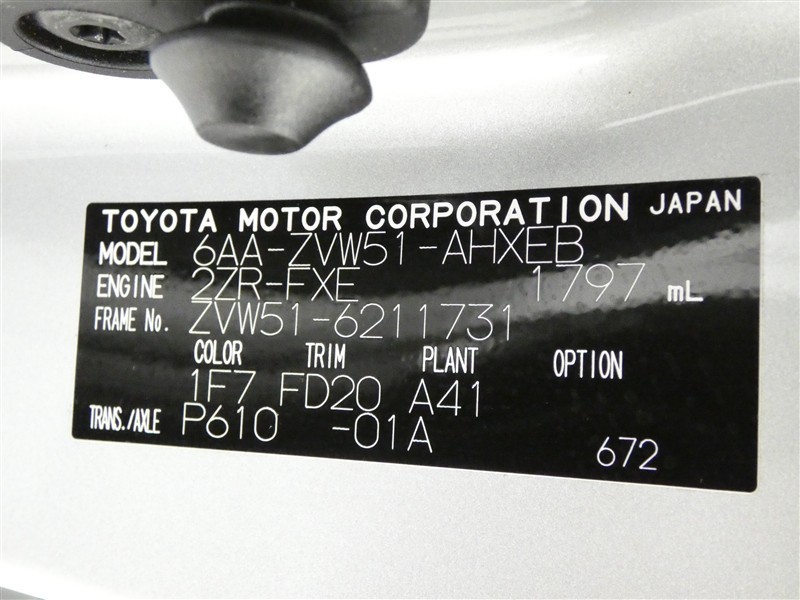 TOYOTA MOTOR CORPORATION JAPAN
MODEL 6AA-ZVW51-AHXEB
ENGINE 2ZR-FXE 1797 mL
FRAME No. ZVW51-6211731
COLOR TRIM PLANT OPTION
1F7 FD20 A41
TRANS./AXLE P610 -01A
672